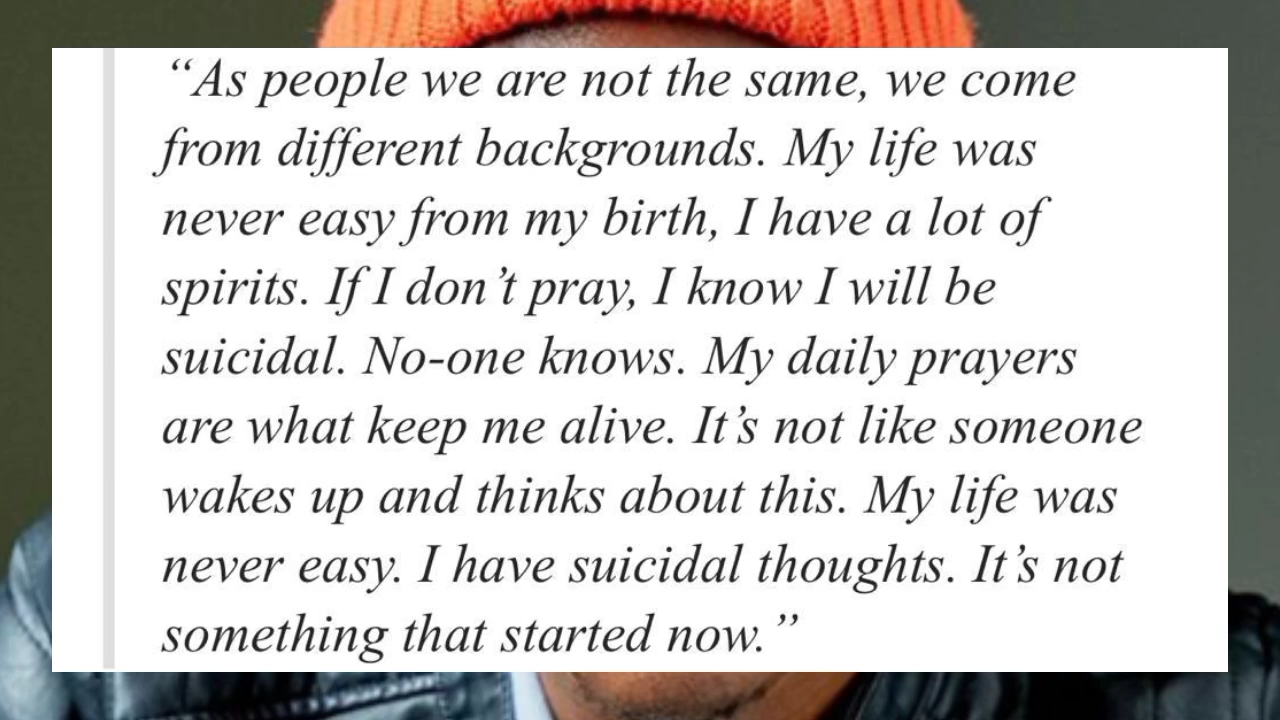 “As people we are not the same, we come
from different backgrounds. My life was
never easy from my birth, I have a lot of
spirits. If I don’t pray, I know I will be
suicidal. No-one knows. My daily prayers
are what keep me alive. It’s not like someone
wakes up and thinks about this. My life was
never easy. I have suicidal thoughts. It’s not
something that started now.”